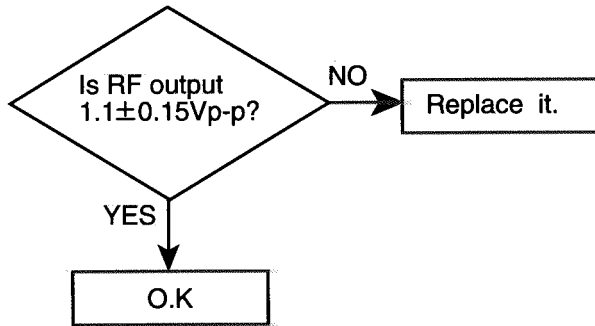 Is RF output
1.1±0.15Vp-p?
NO
Replace it.
YES
O.K